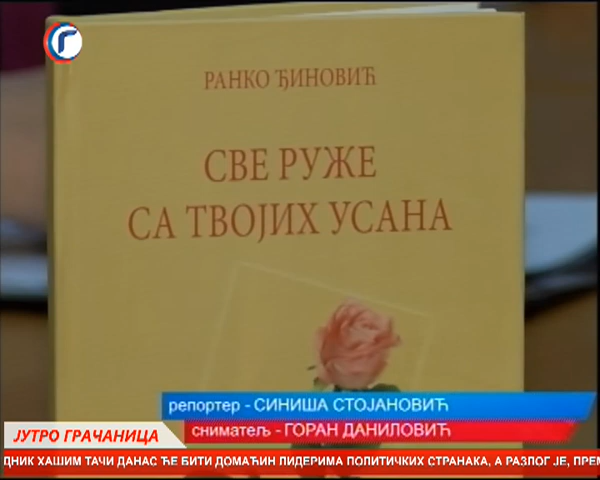 РАНКО ЂИНОВИЋ
СВЕ РУЖЕ
СА ТВОЈИХ УСАНА
репортер - СИНИША СТОЈАНОВИЋ
сниматељ - ГОРАН ДАНИЛОВИЋ
ЈУТРО ГРАЧАНИЦА
ДНИК ХАШИМ ТАЧИ ДАНАС ЋЕ БИТИ ДОМАЋИН ЛИДЕРИМА ПОЛИТИЧКИХ СТРАНАКА, А РАЗЛОГ ЈЕ, ПРЕМ